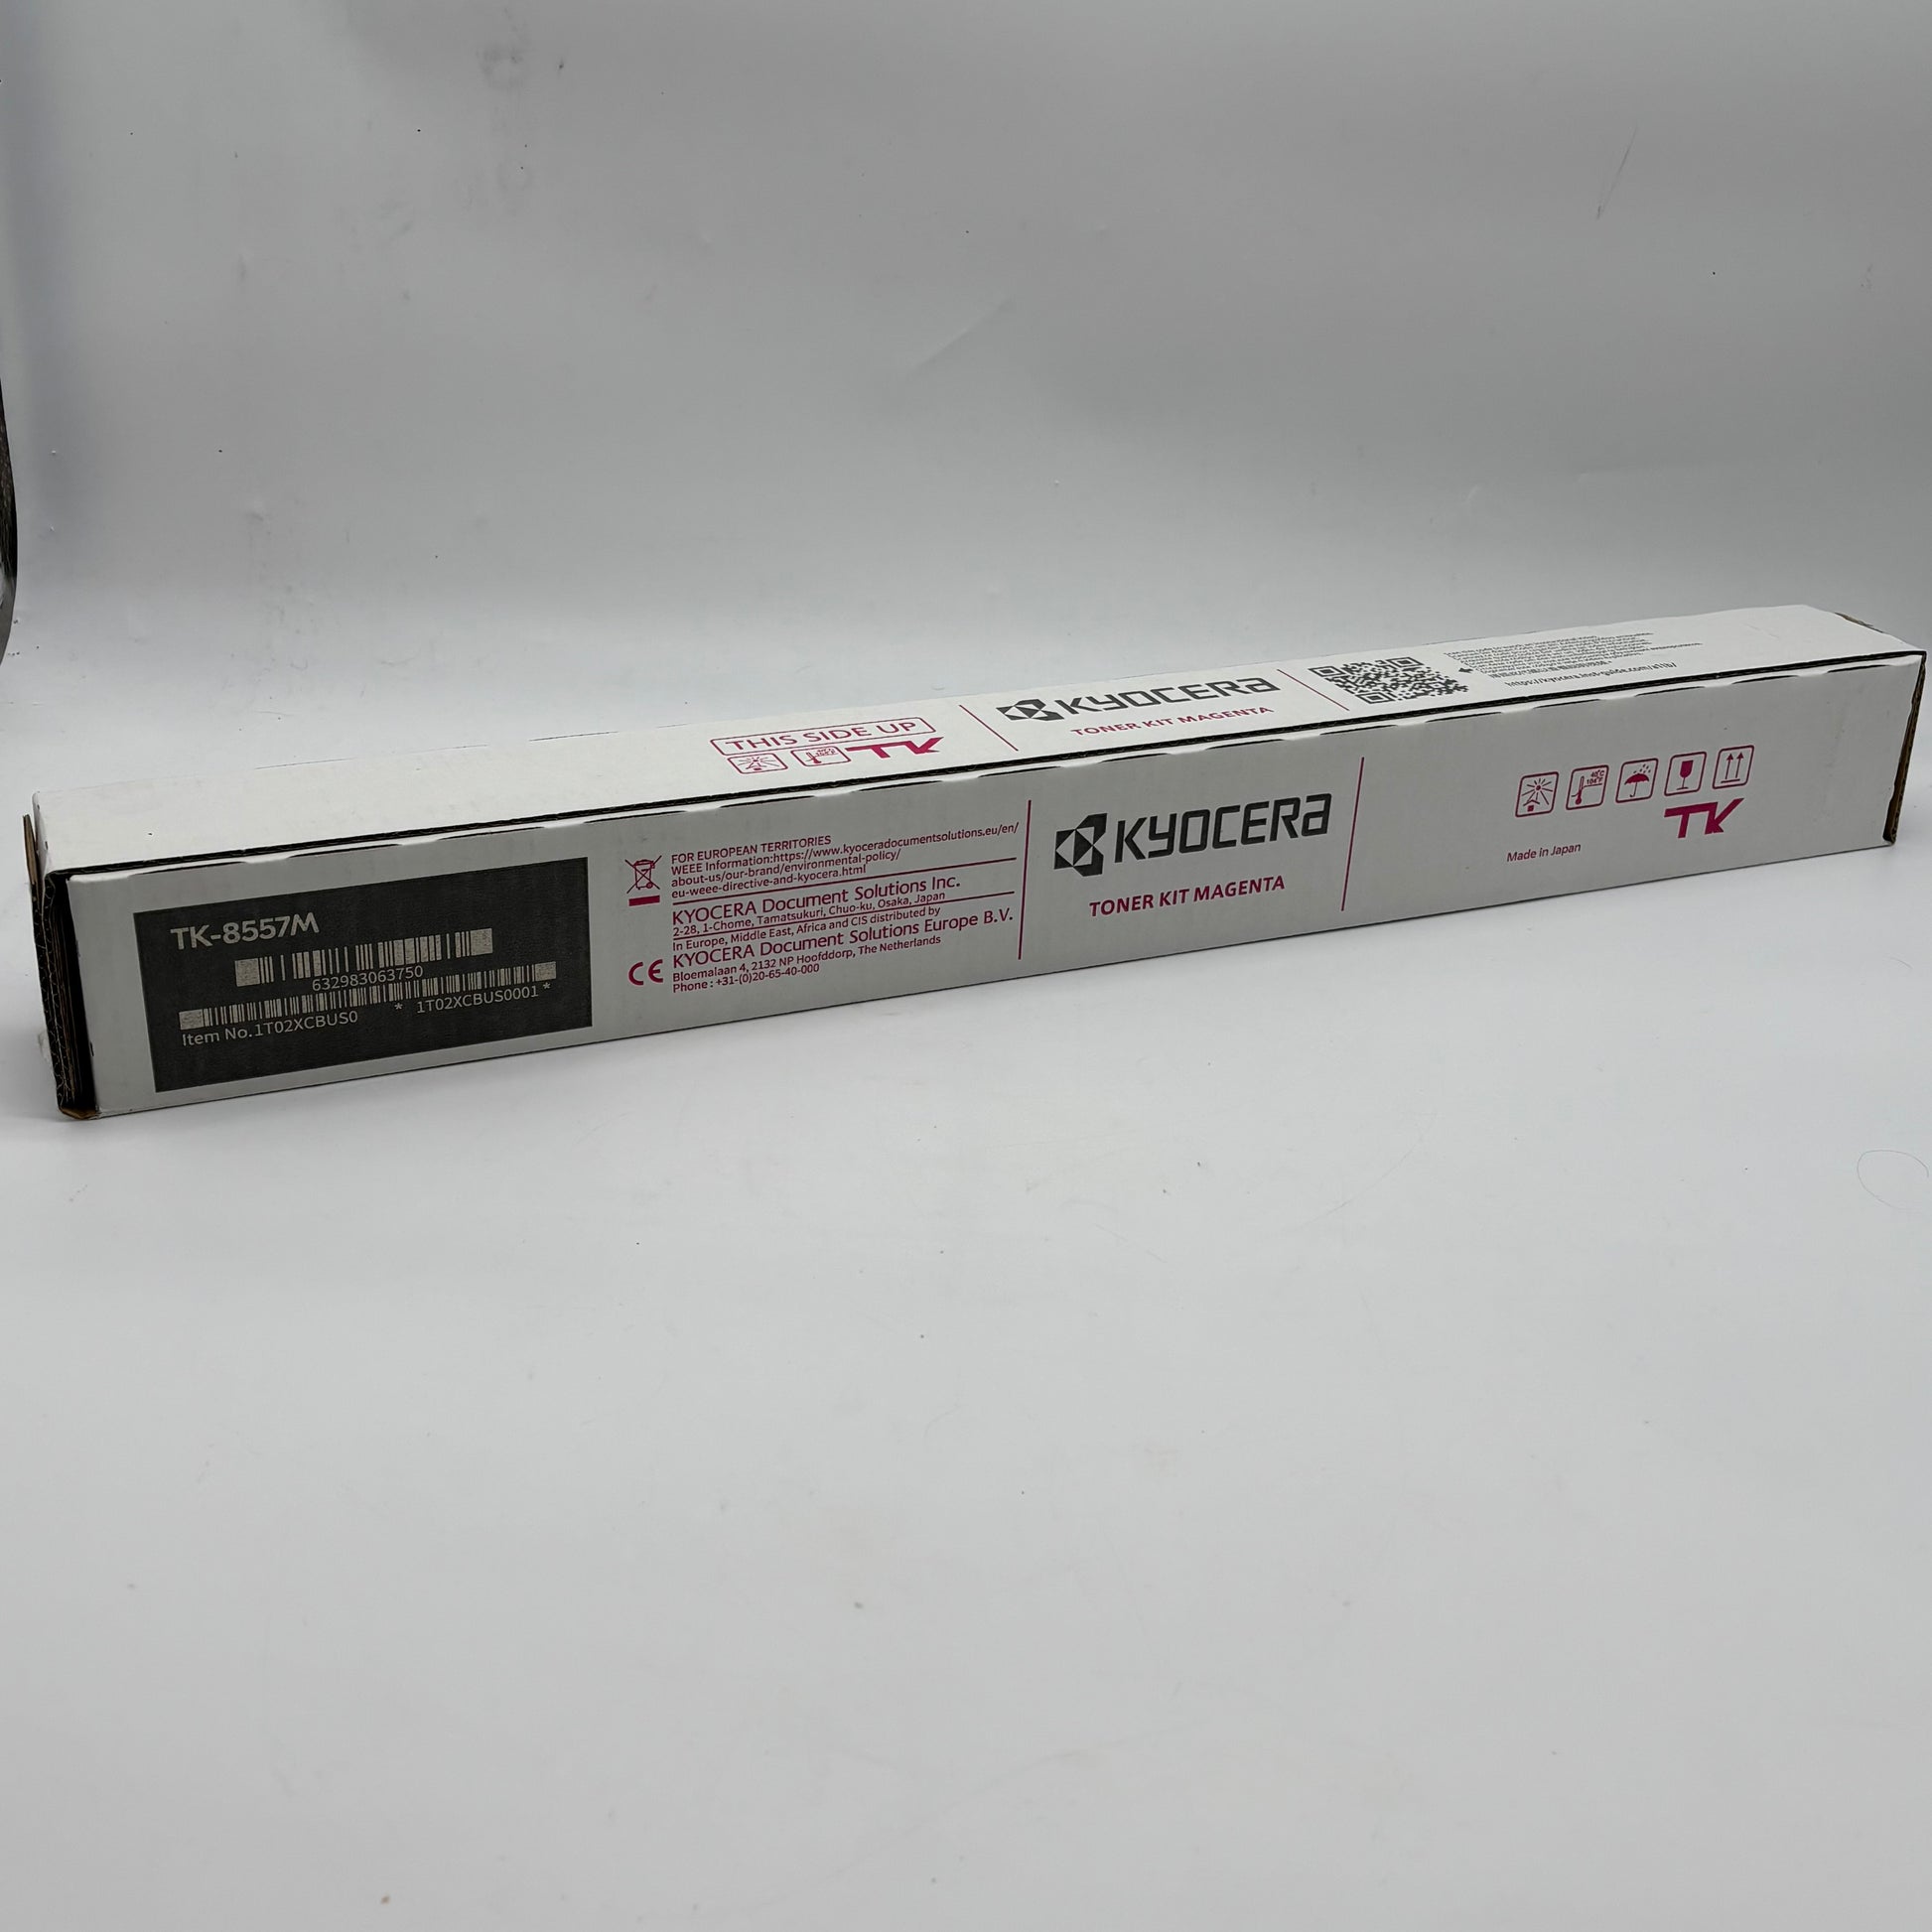 THIS SIDE UP
TK
KYOCERA
TONER KIT MAGENTA
TK-8557M
632983063750
* 1T02XCBUS0001 *
Item No.1T02XCBUS0
FOR EUROPEAN TERRITORIES
WEEE Information:https://www.kyoceradocumentsolutions.eu/en/
about-us/our-brand/environmental-policy/
eu-weee-directive-and-kyocera.html
KYOCERA Document Solutions Inc.
2-28, 1-Chome, Tamatsukuri, Chuo-ku, Osaka, Japan
In Europe, Middle East, Africa and CIS distributed by
KYOCERA Document Solutions Europe B.V.
Bloemalaan 4, 2132 NP Hoofddorp, The Netherlands
Phone : +31-(0)20-65-40-000
CE
KYOCERA
TONER KIT MAGENTA
40°C
104°F
TK
Made in Japan